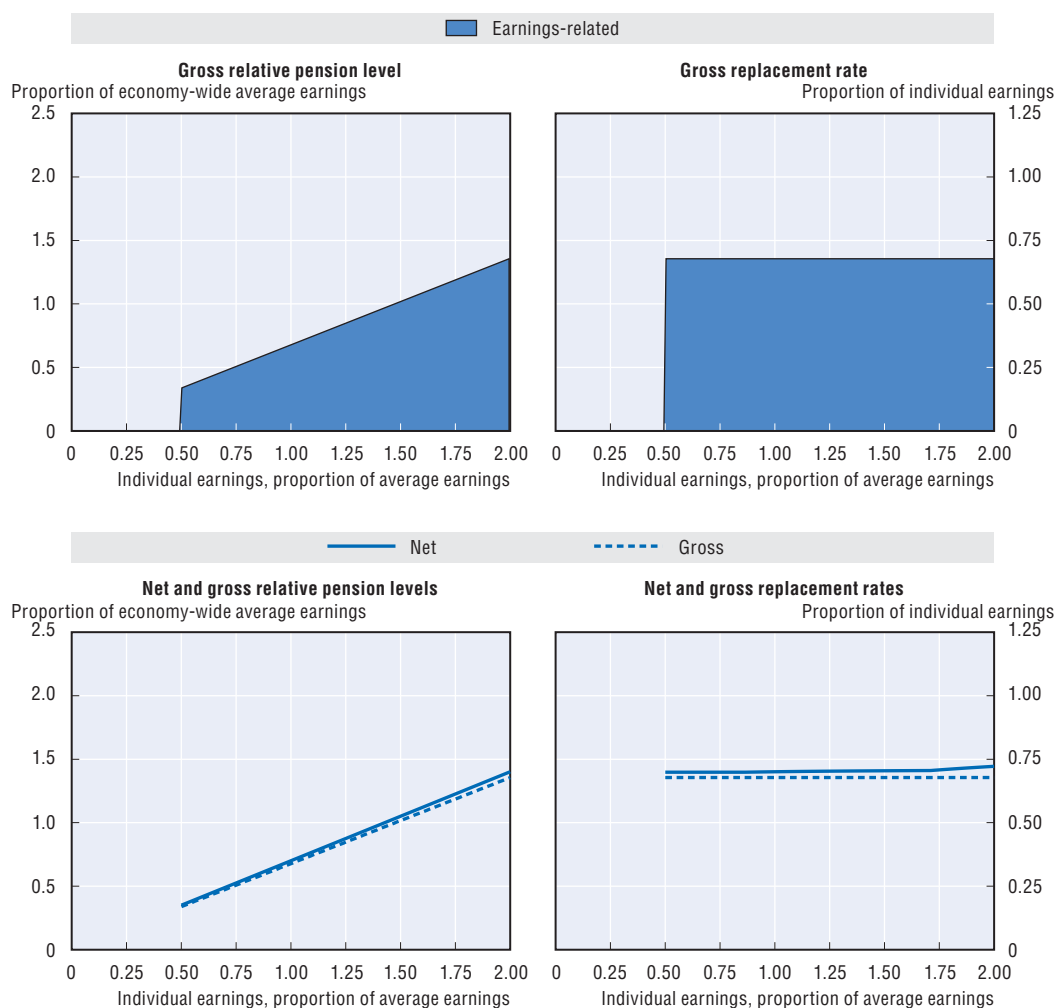 Earnings-related
Gross relative pension level
Proportion of economy-wide average earnings
2.5
2.0
1.5
1.0
0.5
0
0 0.25 0.50 0.75 1.00 1.25 1.50 1.75 2.00
Individual earnings, proportion of average earnings
Gross replacement rate
Proportion of individual earnings
1.25
1.00
0.75
0.50
0.25
0
0 0.25 0.50 0.75 1.00 1.25 1.50 1.75 2.00
Individual earnings, proportion of average earnings
Net Gross
Net and gross relative pension levels
Proportion of economy-wide average earnings
2.5
2.0
1.5
1.0
0.5
0
0 0.25 0.50 0.75 1.00 1.25 1.50 1.75 2.00
Individual earnings, proportion of average earnings
Net and gross replacement rates
Proportion of individual earnings
1.25
1.00
0.75
0.50
0.25
0
0 0.25 0.50 0.75 1.00 1.25 1.50 1.75 2.00
Individual earnings, proportion of average earnings